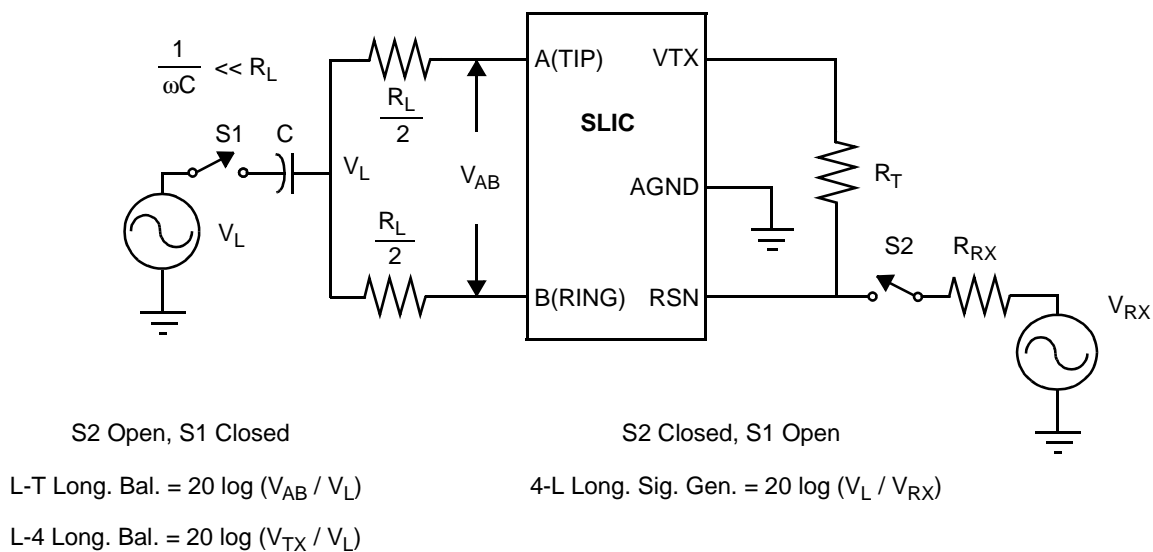 1
ωC
<< R_L
A(TIP)
VTX
R_L
2
SLIC
S1
C
V_L
V_AB
R_T
AGND
V_L
R_L
2
S2
R_RX
B(RING)
RSN
V_RX
S2 Open, S1 Closed
S2 Closed, S1 Open
L-T Long. Bal. = 20 log (V_AB / V_L)
4-L Long. Sig. Gen. = 20 log (V_L / V_RX)
L-4 Long. Bal. = 20 log (V_TX / V_L)